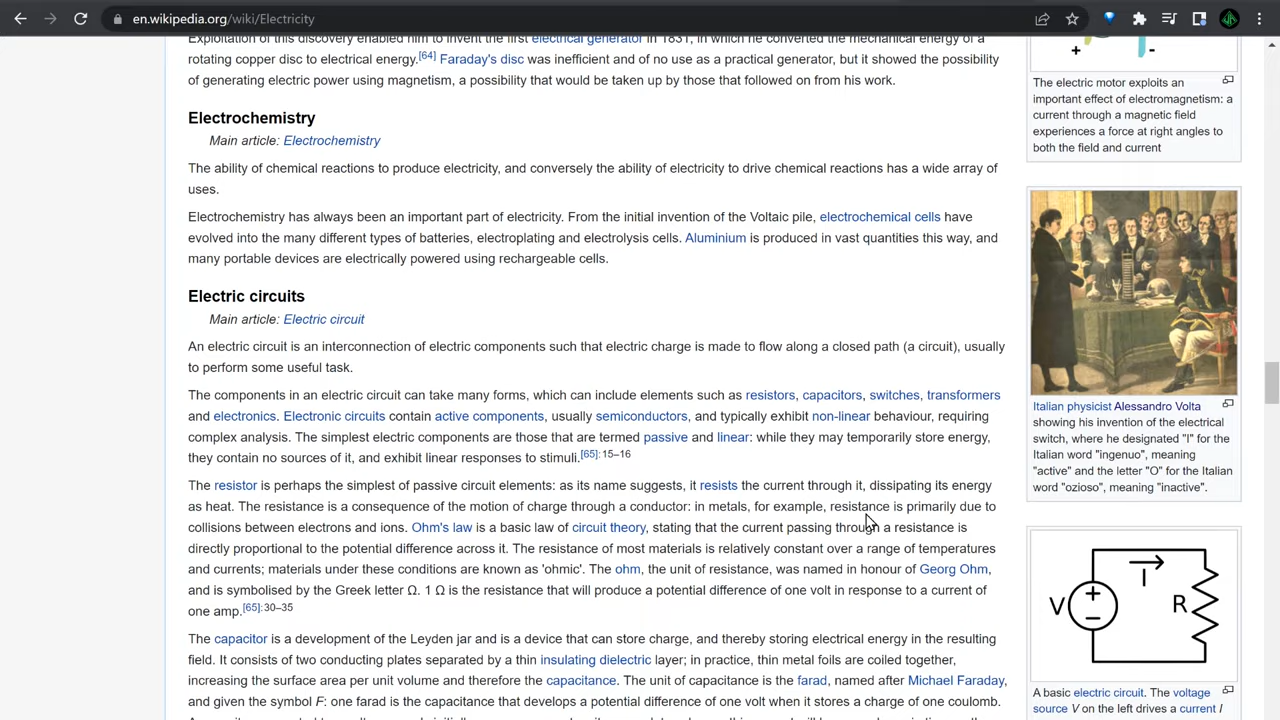 en.wikipedia.org/wiki/Electricity
Exploitation of this discovery enabled him to invent the first electrical generator in 1831, in which he converted the mechanical energy of a
rotating copper disc to electrical energy.[64] Faraday's disc was inefficient and of no use as a practical generator, but it showed the possibility
of generating electric power using magnetism, a possibility that would be taken up by those that followed on from his work.
Electrochemistry
Main article: Electrochemistry
The ability of chemical reactions to produce electricity, and conversely the ability of electricity to drive chemical reactions has a wide array of
uses.
Electrochemistry has always been an important part of electricity. From the initial invention of the Voltaic pile, electrochemical cells have
evolved into the many different types of batteries, electroplating and electrolysis cells. Aluminium is produced in vast quantities this way, and
many portable devices are electrically powered using rechargeable cells.
Electric circuits
Main article: Electric circuit
An electric circuit is an interconnection of electric components such that electric charge is made to flow along a closed path (a circuit), usually
to perform some useful task.
The components in an electric circuit can take many forms, which can include elements such as resistors, capacitors, switches, transformers
and electronics. Electronic circuits contain active components, usually semiconductors, and typically exhibit non-linear behaviour, requiring
complex analysis. The simplest electric components are those that are termed passive and linear: while they may temporarily store energy,
they contain no sources of it, and exhibit linear responses to stimuli.[65]: 15–16
The resistor is perhaps the simplest of passive circuit elements: as its name suggests, it resists the current through it, dissipating its energy
as heat. The resistance is a consequence of the motion of charge through a conductor: in metals, for example, resistance is primarily due to
collisions between electrons and ions. Ohm's law is a basic law of circuit theory, stating that the current passing through a resistance is
directly proportional to the potential difference across it. The resistance of most materials is relatively constant over a range of temperatures
and currents; materials under these conditions are known as 'ohmic'. The ohm, the unit of resistance, was named in honour of Georg Ohm,
and is symbolised by the Greek letter Ω. 1 Ω is the resistance that will produce a potential difference of one volt in response to a current of
one amp.[65]: 30–35
The capacitor is a development of the Leyden jar and is a device that can store charge, and thereby storing electrical energy in the resulting
field. It consists of two conducting plates separated by a thin insulating dielectric layer; in practice, thin metal foils are coiled together,
increasing the surface area per unit volume and therefore the capacitance. The unit of capacitance is the farad, named after Michael Faraday,
and given the symbol F: one farad is the capacitance that develops a potential difference of one volt when it stores a charge of one coulomb.
+ -
The electric motor exploits an
important effect of electromagnetism: a
current through a magnetic field
experiences a force at right angles to
both the field and current
Italian physicist Alessandro Volta
showing his invention of the electrical
switch, where he designated "I" for the
Italian word "ingenuo", meaning
"active" and the letter "O" for the Italian
word "ozioso", meaning "inactive".
I
V + − R
A basic electric circuit. The voltage
source V on the left drives a current I